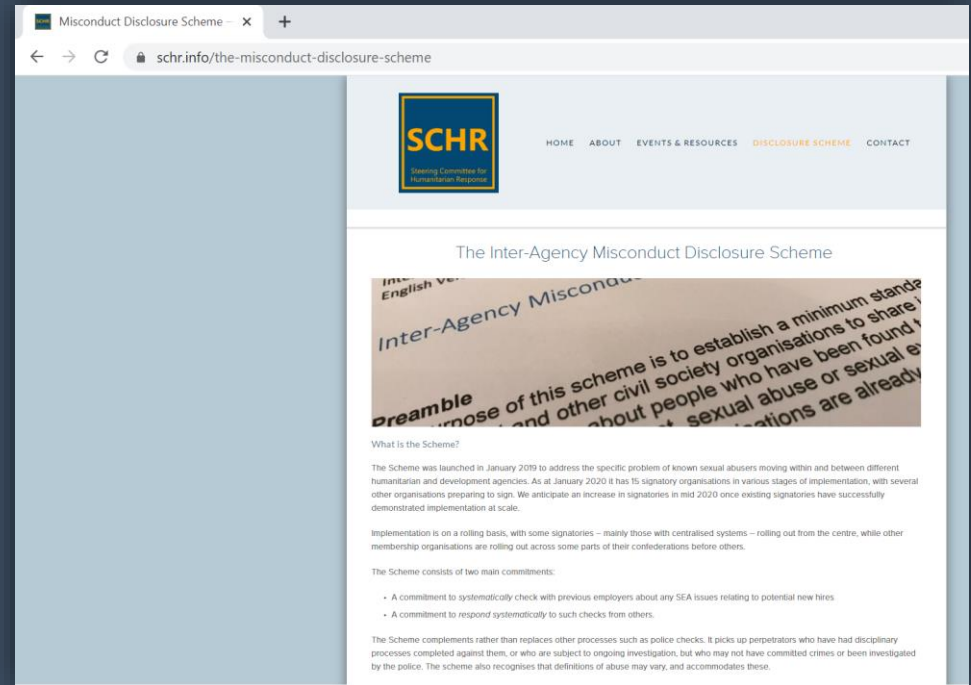 Misconduct Disclosure Scheme –
schr.info/the-misconduct-disclosure-scheme
SCHR
Steering Committee for
Humanitarian Response
HOME ABOUT EVENTS & RESOURCES DISCLOSURE SCHEME CONTACT
The Inter-Agency Misconduct Disclosure Scheme
English
Inter-Agency
Preamble
of this scheme is to establish a minimum
and other civil society organisations to share
about people who have been found
sexual abuse or sexual
are already
What is the Scheme?
The Scheme was launched in January 2019 to address the specific problem of known sexual abusers moving within and between different
humanitarian and development agencies. As at January 2020 it has 15 signatory organisations in various stages of implementation, with several
other organisations preparing to sign. We anticipate an increase in signatories in mid 2020 once existing signatories have successfully
demonstrated implementation at scale.
Implementation is on a rolling basis, with some signatories – mainly those with centralised systems – rolling out from the centre, while other
membership organisations are rolling out across some parts of their confederations before others.
The Scheme consists of two main commitments:
• A commitment to systematically check with previous employers about any SEA issues relating to potential new hires
• A commitment to respond systematically to such checks from others.
The Scheme complements rather than replaces other processes such as police checks. It picks up perpetrators who have had disciplinary
processes completed against them, or who are subject to ongoing investigation, but who may not have committed crimes or been investigated
by the police. The scheme also recognises that definitions of abuse may vary, and accommodates these.